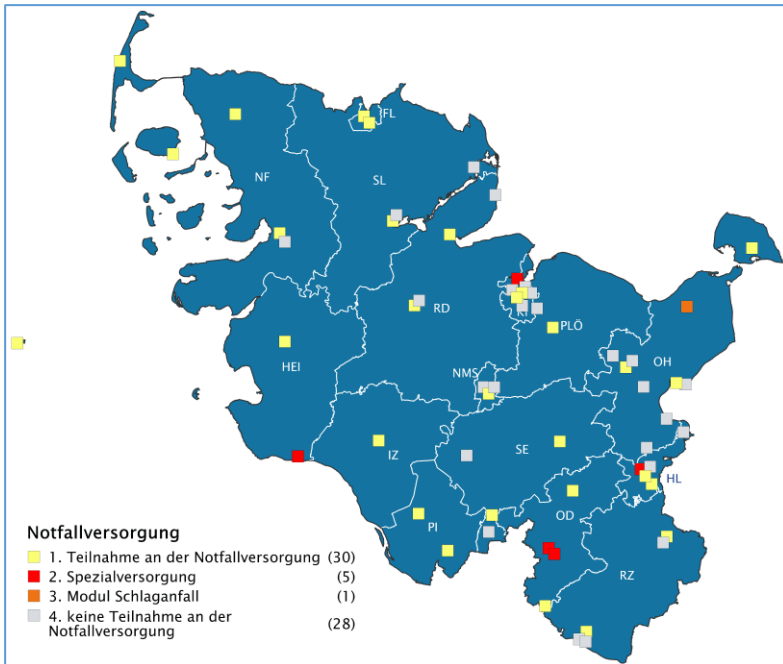 FL
NF
SL
RD
KI
PLÖ
OH
HEI
NMS
IZ
SE
HL
PI
OD
RZ
Notfallversorgung
1. Teilnahme an der Notfallversorgung (30)
2. Spezialversorgung (5)
3. Modul Schlaganfall (1)
4. keine Teilnahme an der
Notfallversorgung (28)